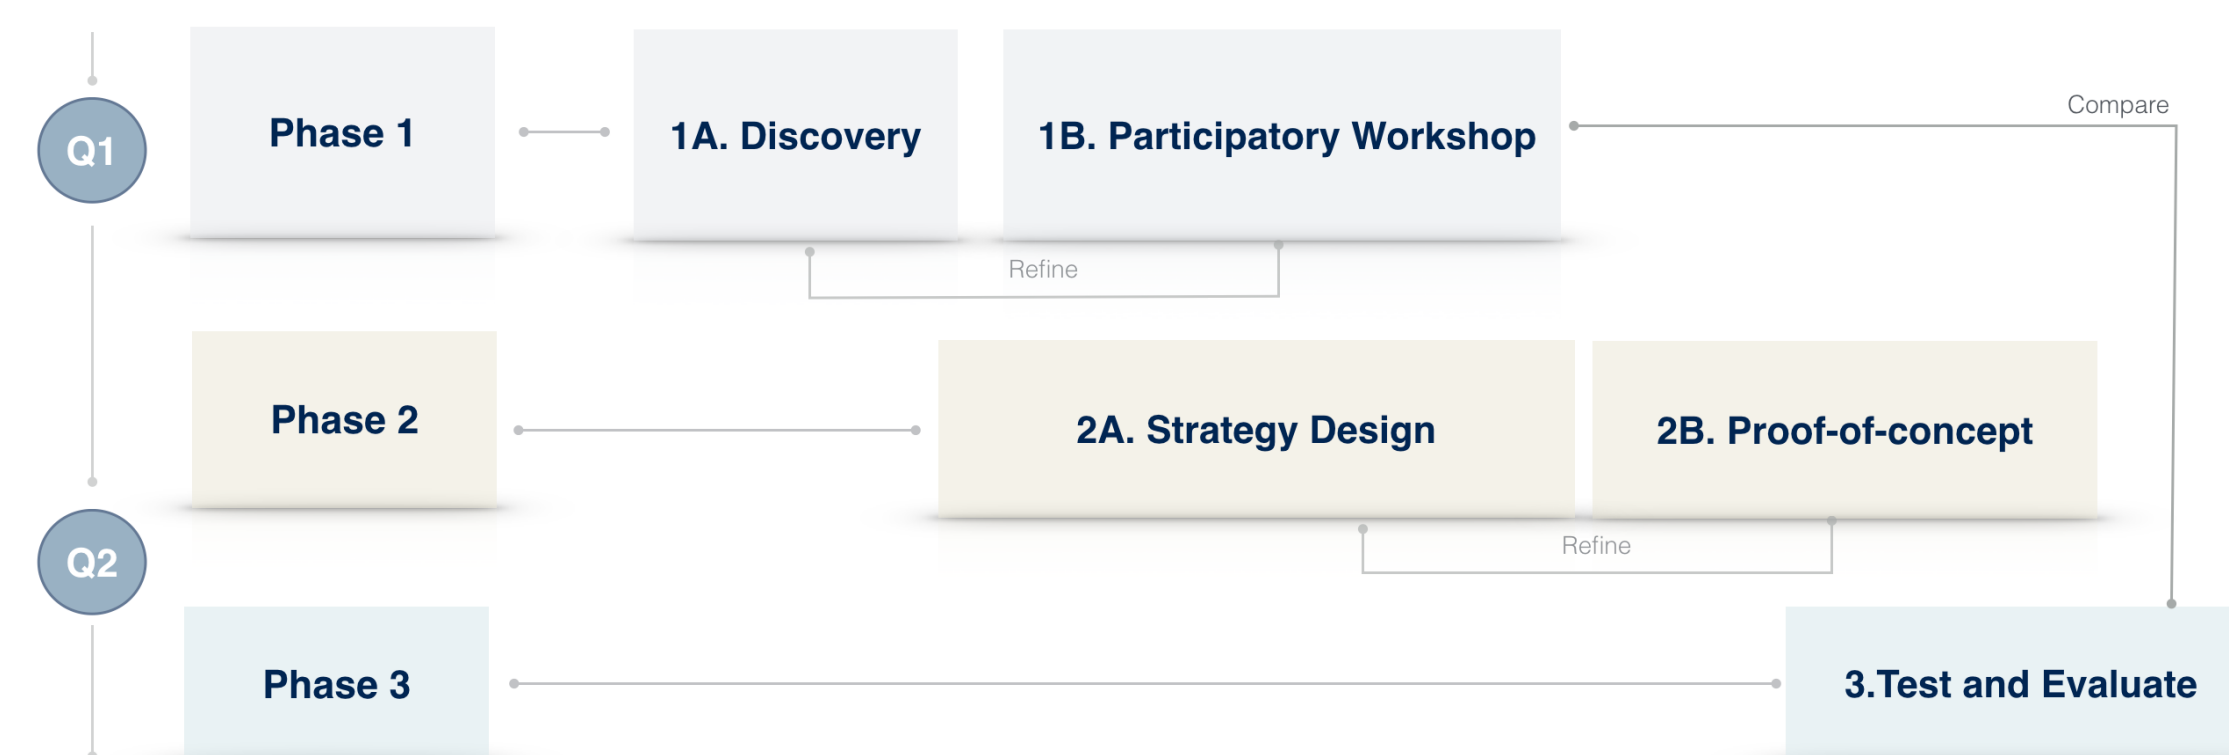 Q1
Phase 1
1A. Discovery
1B. Participatory Workshop
Compare
Refine
Phase 2
2A. Strategy Design
2B. Proof-of-concept
Refine
Q2
Phase 3
3.Test and Evaluate